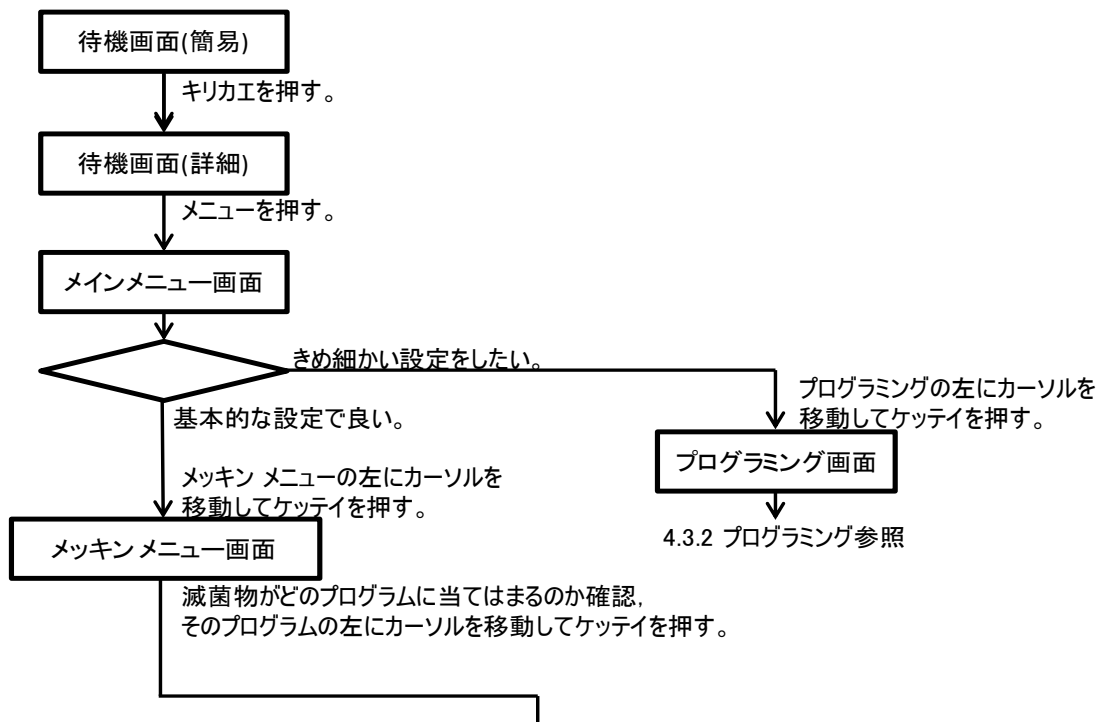 待機画面(簡易)
キリカエを押す。
待機画面(詳細)
メニューを押す。
メインメニュー画面
きめ細かい設定をしたい。
プログラミングの左にカーソルを
移動してケッテイを押す。
基本的な設定で良い。
プログラミング画面
メッキン メニューの左にカーソルを
移動してケッテイを押す。
4.3.2 プログラミング参照
メッキン メニュー画面
滅菌物がどのプログラムに当てはまるのか確認,
そのプログラムの左にカーソルを移動してケッテイを押す。